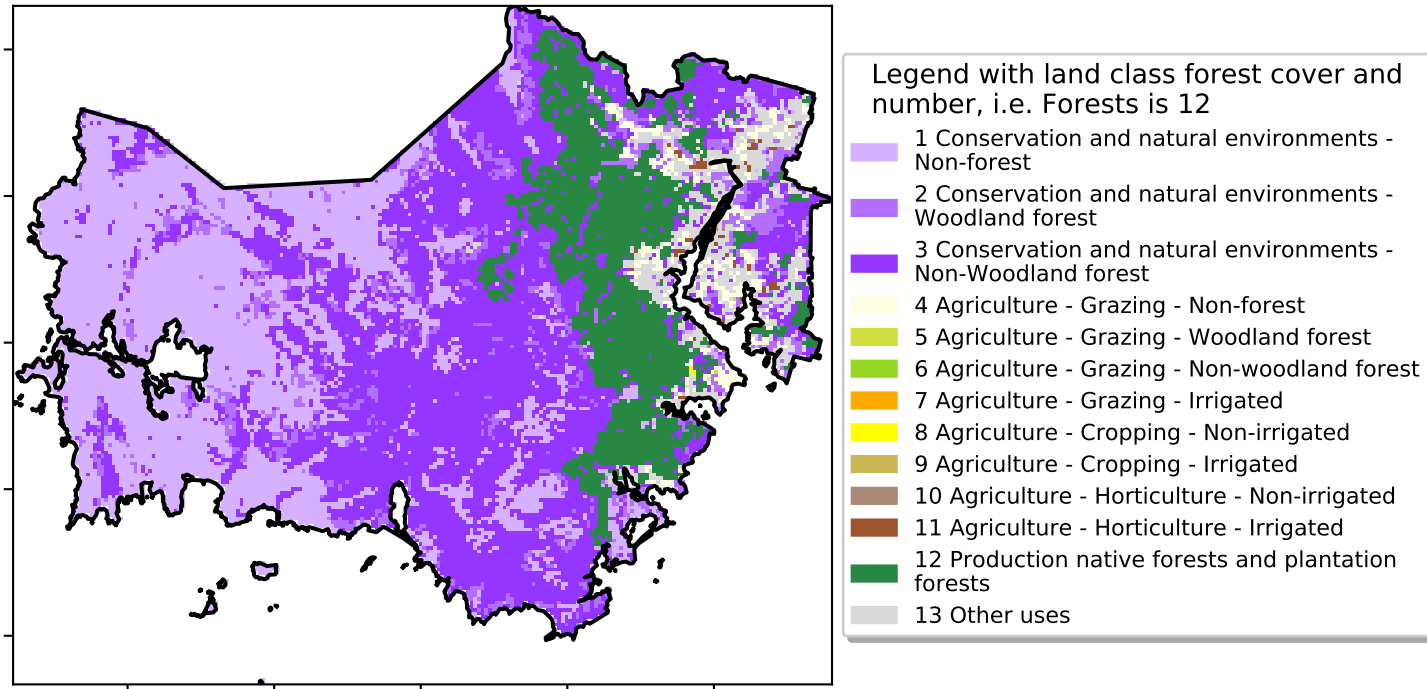 Legend with land class forest cover and
number, i.e. Forests is 12
1 Conservation and natural environments -
Non-forest
2 Conservation and natural environments -
Woodland forest
3 Conservation and natural environments -
Non-Woodland forest
4 Agriculture - Grazing - Non-forest
5 Agriculture - Grazing - Woodland forest
6 Agriculture - Grazing - Non-woodland forest
7 Agriculture - Grazing - Irrigated
8 Agriculture - Cropping - Non-irrigated
9 Agriculture - Cropping - Irrigated
10 Agriculture - Horticulture - Non-irrigated
11 Agriculture - Horticulture - Irrigated
12 Production native forests and plantation
forests
13 Other uses